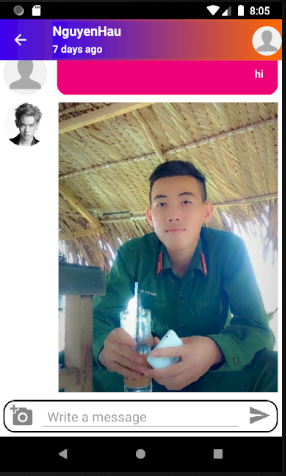 8:05
NguyenHau
7 days ago
hi
Write a message